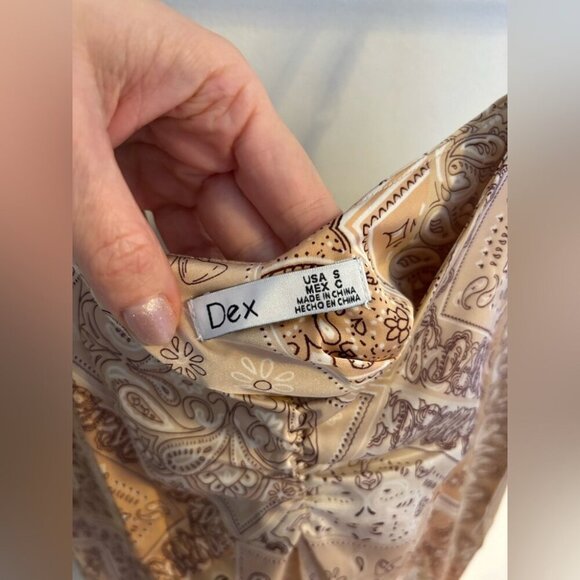 Dex
USA S
MEX C
MADE IN CHINA
HECHO EN CHINA